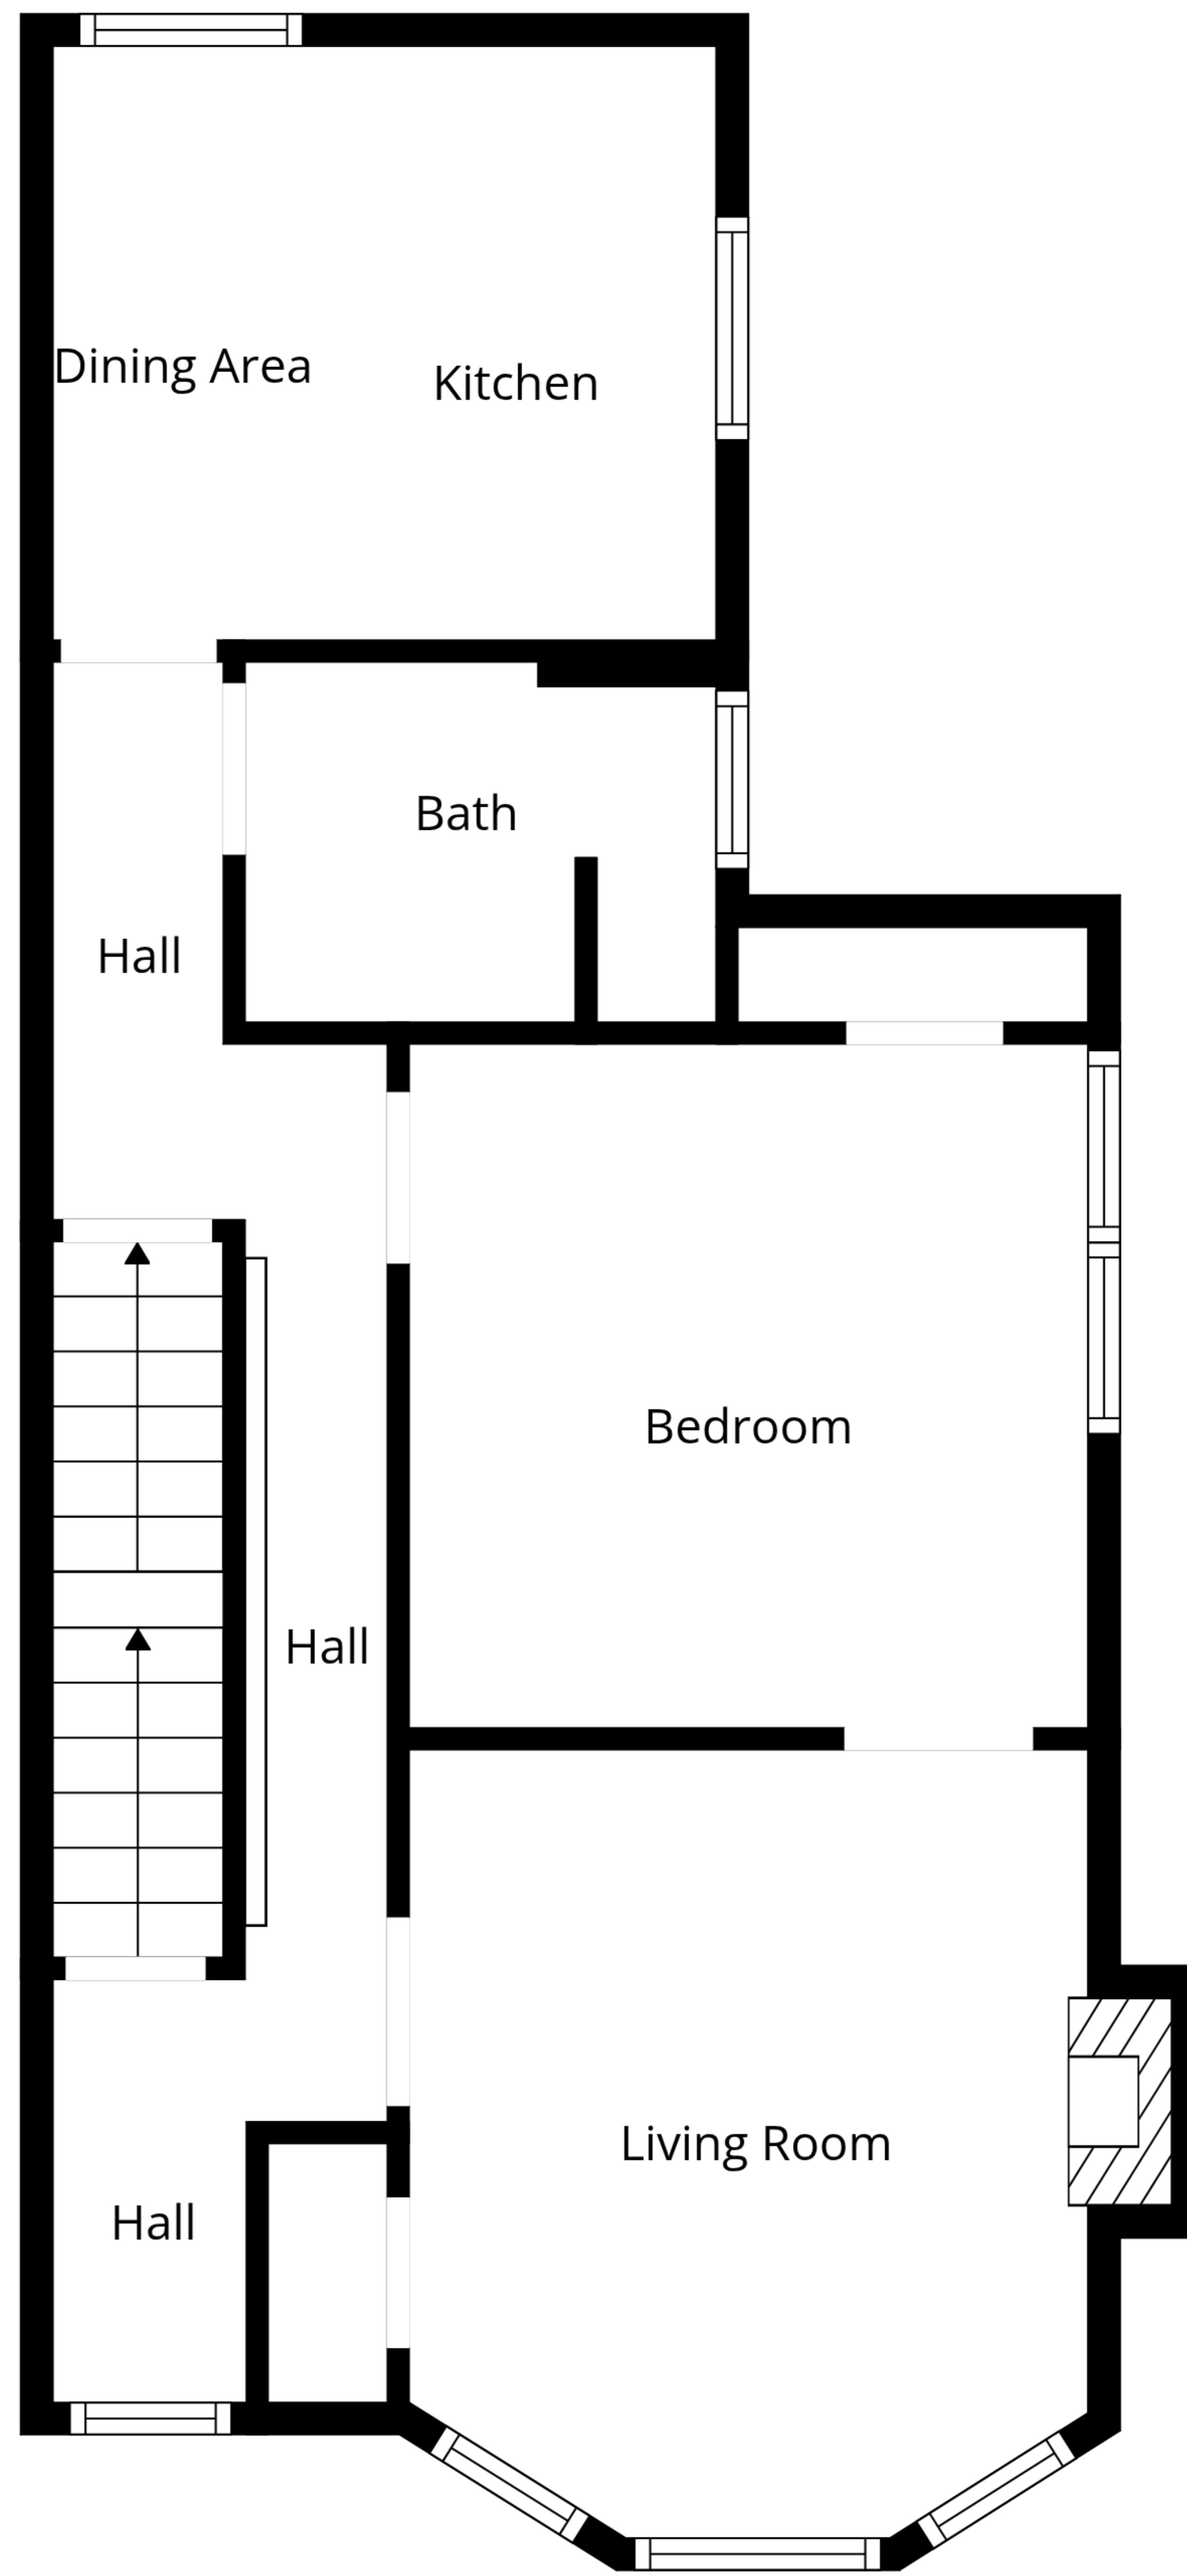 Dining Area
Kitchen
Bath
Hall
Bedroom
Hall
Living Room
Hall